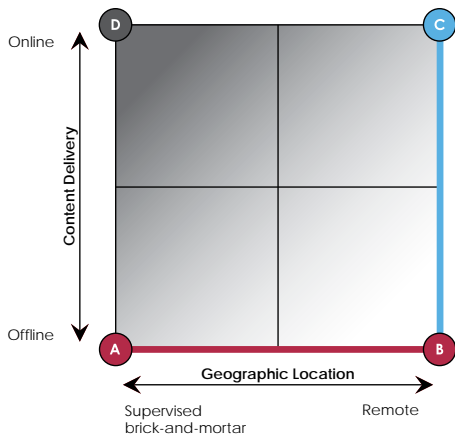 D
C
Online
Content Delivery
Offline
A
B
Geographic Location
Supervised
brick-and-mortar
Remote